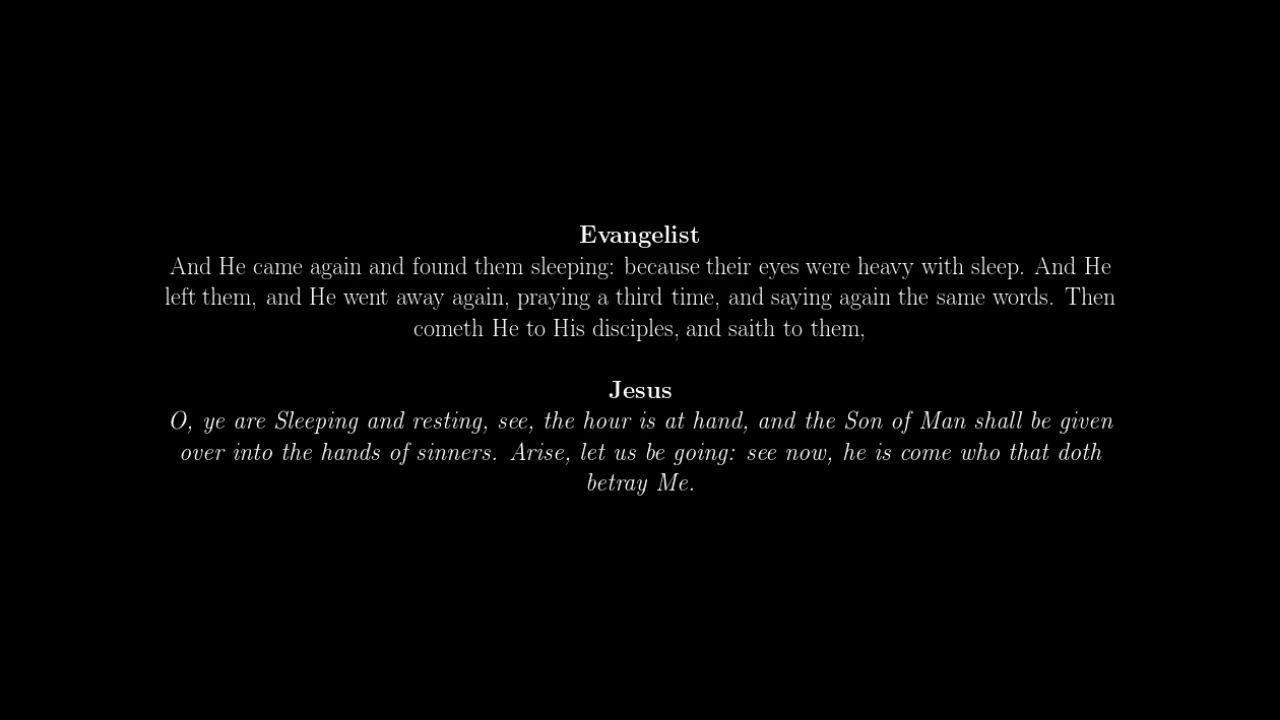 Evangelist
And He came again and found them sleeping: because their eyes were heavy with sleep. And He
left them, and He went away again, praying a third time, and saying again the same words. Then
cometh He to His disciples, and saith to them,
Jesus
O, ye are Sleeping and resting, see, the hour is at hand, and the Son of Man shall be given
over into the hands of sinners. Arise, let us be going: see now, he is come who that doth
betray Me.